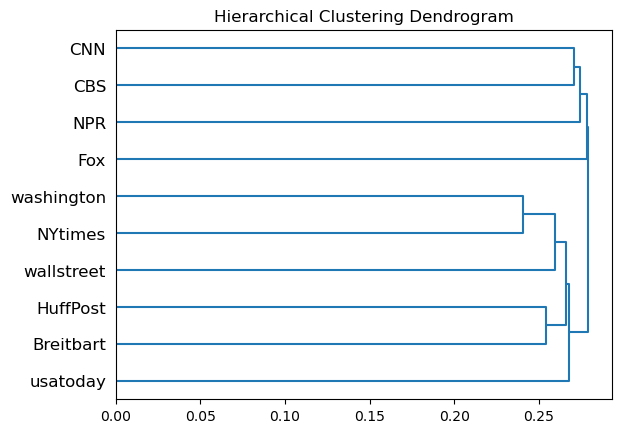 Hierarchical Clustering Dendrogram
CNN
CBS
NPR
Fox
washington
NYtimes
wallstreet
HuffPost
Breitbart
usatoday
0.00 0.05 0.10 0.15 0.20 0.25